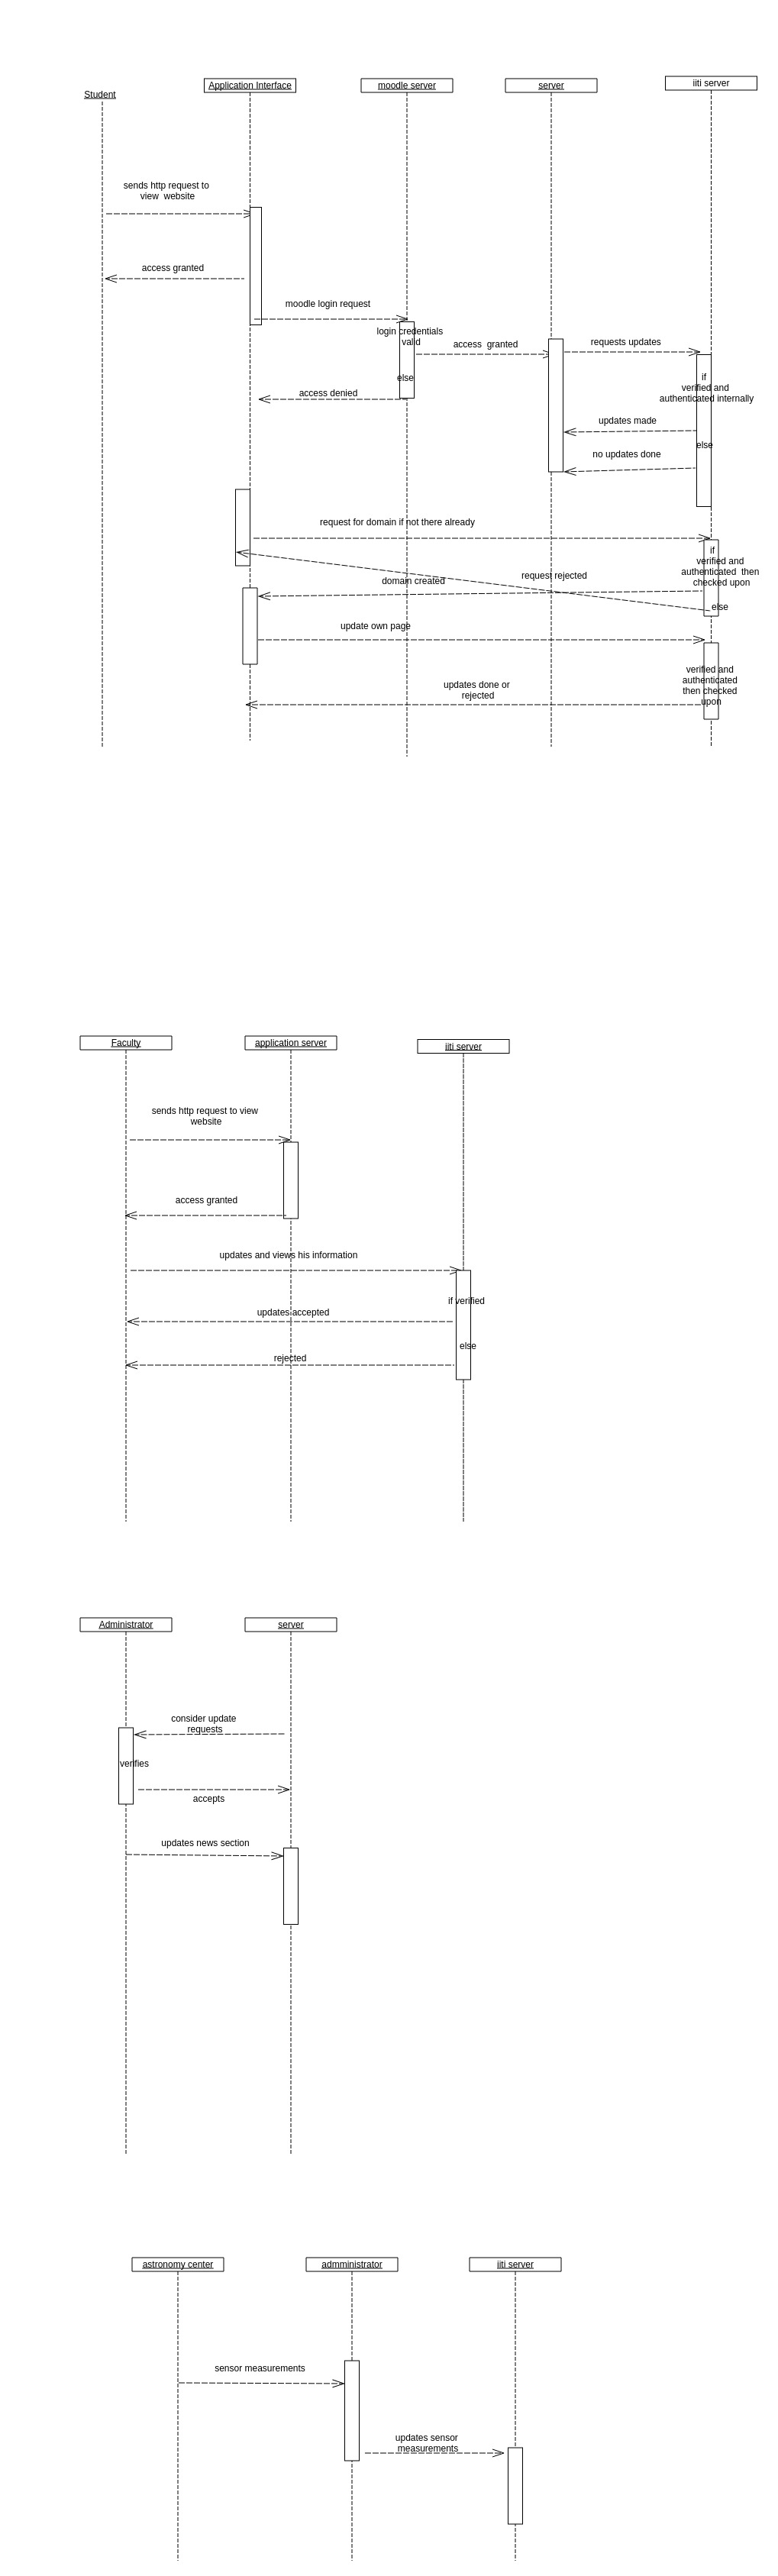 Student
Application Interface
moodle server
server
iiti server
sends http request to
view  website
access granted
moodle login request
login credentials
valid
access  granted
requests updates
if
verified and
authenticated internally
else
access denied
updates made
else
no updates done
request for domain if not there already
if
verified and
authenticated  then
checked upon
request rejected
domain created
else
update own page
verified and
authenticated
then checked
upon
updates done or
rejected
Faculty
application server
iiti server
sends http request to view
website
access granted
updates and views his information
if verified
updates accepted
else
rejected
Administrator
server
consider update
requests
verifies
accepts
updates news section
astronomy center
admministrator
iiti server
sensor measurements
updates sensor
measurements